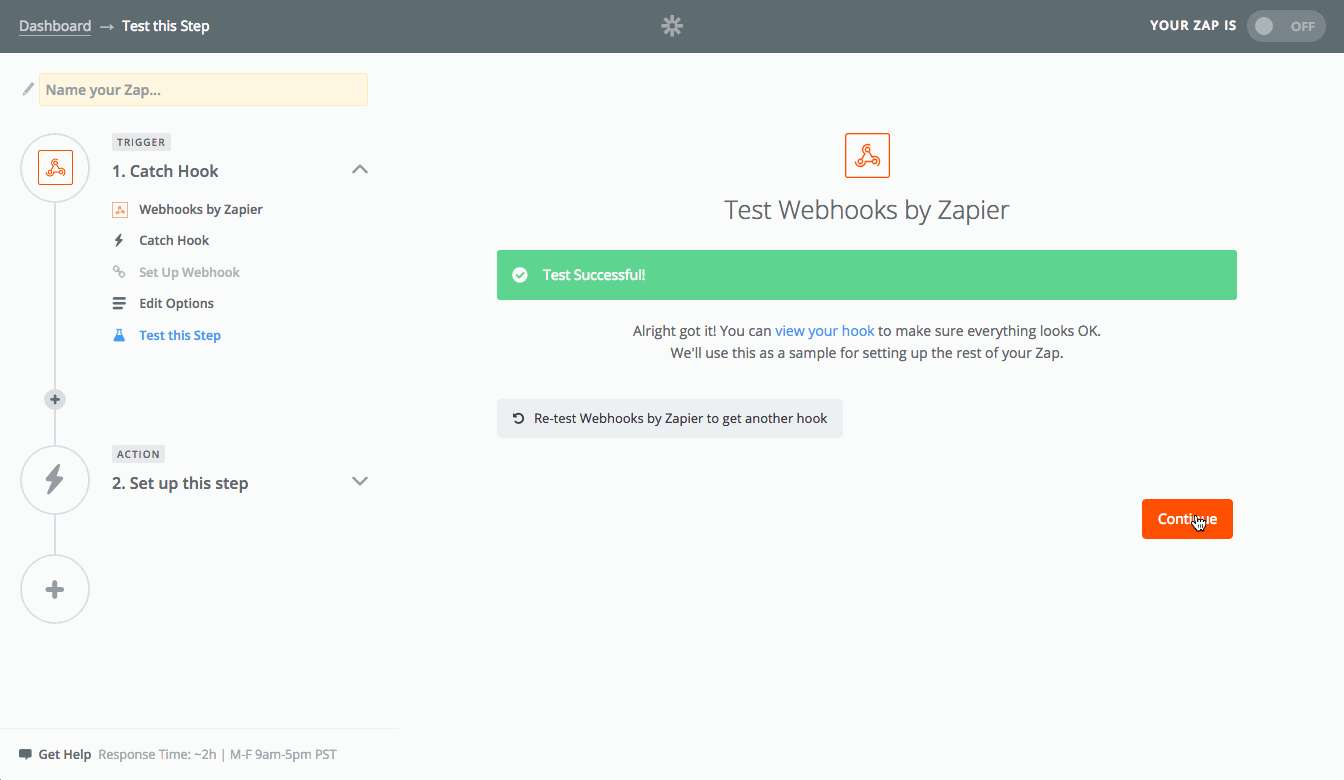 Dashboard → Test this Step
YOUR ZAP IS
OFF
Name your Zap...
TRIGGER
1. Catch Hook
Webhooks by Zapier
Catch Hook
Set Up Webhook
Edit Options
Test this Step
ACTION
2. Set up this step
Get Help Response Time: ~2h | M-F 9am-5pm PST
Test Webhooks by Zapier
Test Successful!
Alright got it! You can view your hook to make sure everything looks OK.
We'll use this as a sample for setting up the rest of your Zap.
Re-test Webhooks by Zapier to get another hook
Continue